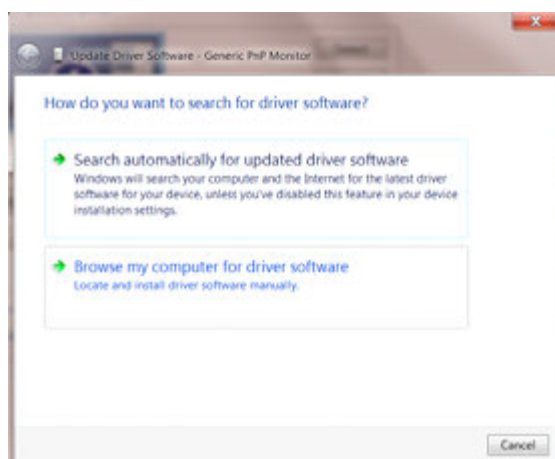 Update Driver Software - Generic PnP Monitor
How do you want to search for driver software?
Search automatically for updated driver software
Windows will search your computer and the Internet for the latest driver
software for your device, unless you've disabled this feature in your device
installation settings.
Browse my computer for driver software
Locate and install driver software manually.
Cancel